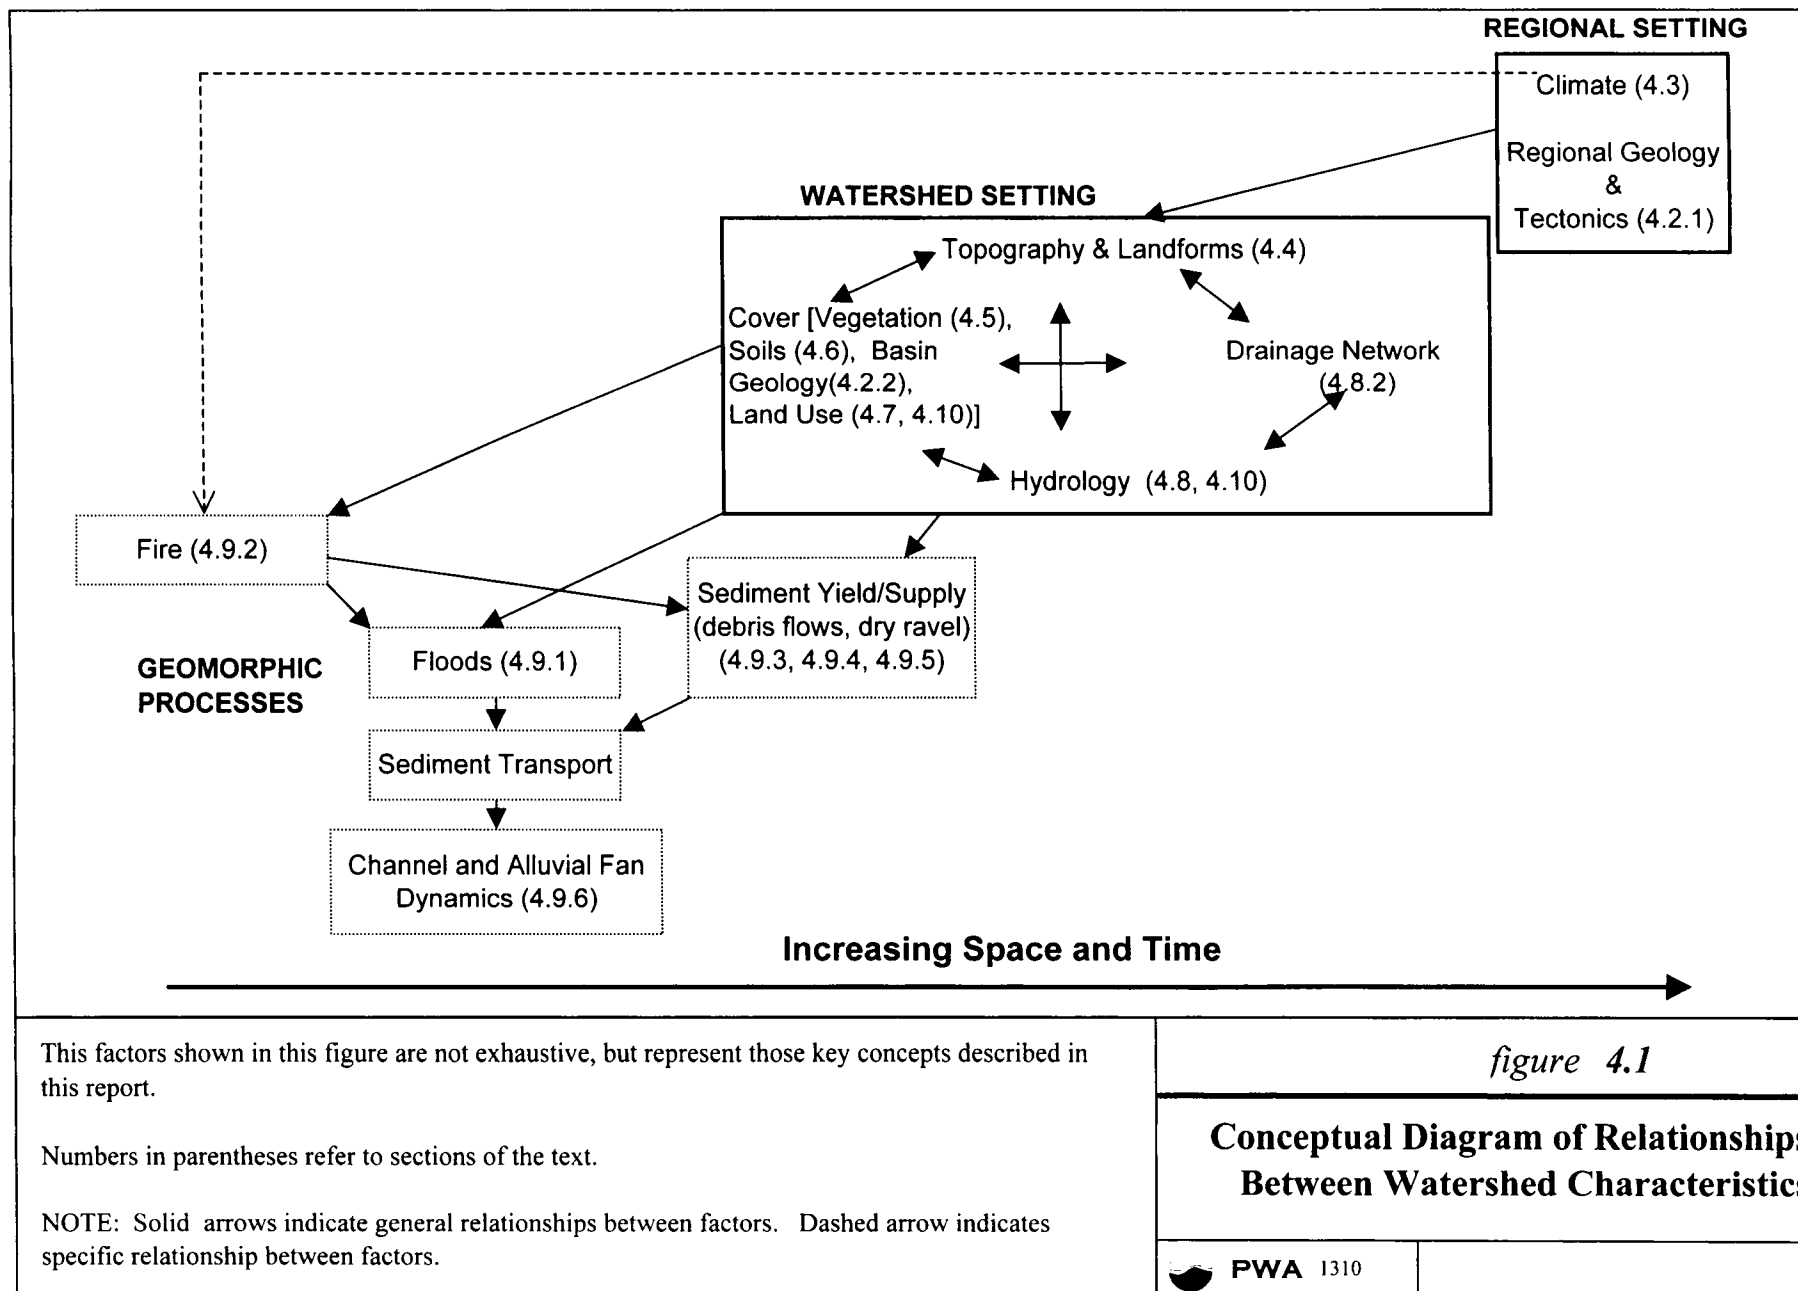 REGIONAL SETTING
Climate (4.3)
Regional Geology
&
Tectonics (4.2.1)
WATERSHED SETTING
Topography & Landforms (4.4)
Cover [Vegetation (4.5),
Soils (4.6), Basin
Geology(4.2.2),
Land Use (4.7, 4.10)]
Drainage Network
(4.8.2)
Hydrology (4.8, 4.10)
Fire (4.9.2)
Sediment Yield/Supply
(debris flows, dry ravel)
(4.9.3, 4.9.4, 4.9.5)
Floods (4.9.1)
GEOMORPHIC
PROCESSES
Sediment Transport
Channel and Alluvial Fan
Dynamics (4.9.6)
Increasing Space and Time
This factors shown in this figure are not exhaustive, but represent those key concepts described in
this report.
Numbers in parentheses refer to sections of the text.
NOTE: Solid arrows indicate general relationships between factors. Dashed arrow indicates
specific relationship between factors.
figure 4.1
Conceptual Diagram of Relationships
Between Watershed Characteristics
PWA 1310